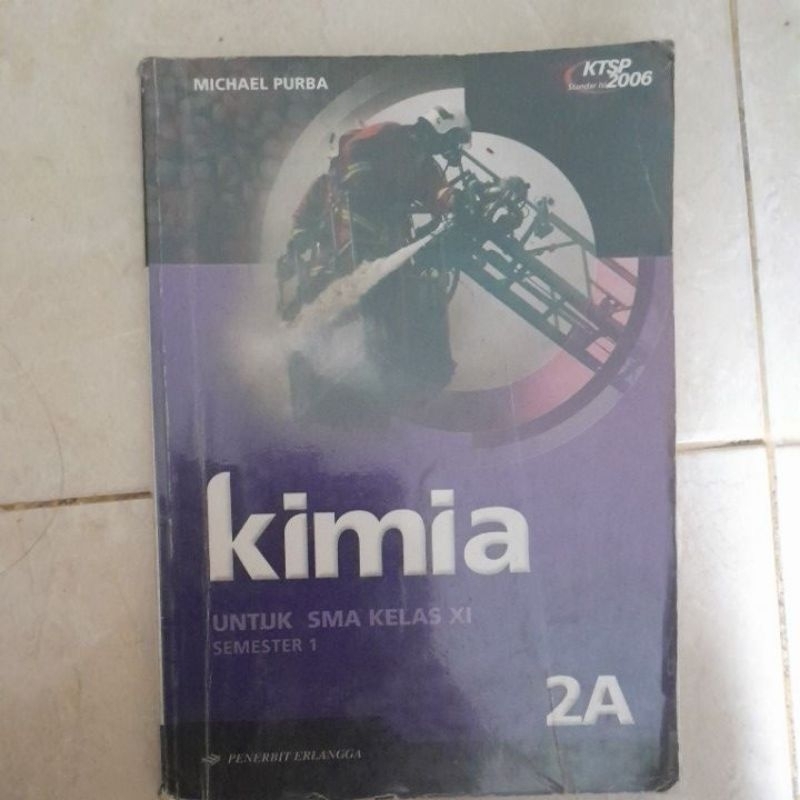 MICHAEL PURBA
KTSP
Standar Isi 2006
kimia
UNTUK SMA KELAS XI
SEMESTER 1
2A
PENERBIT ERLANGGA